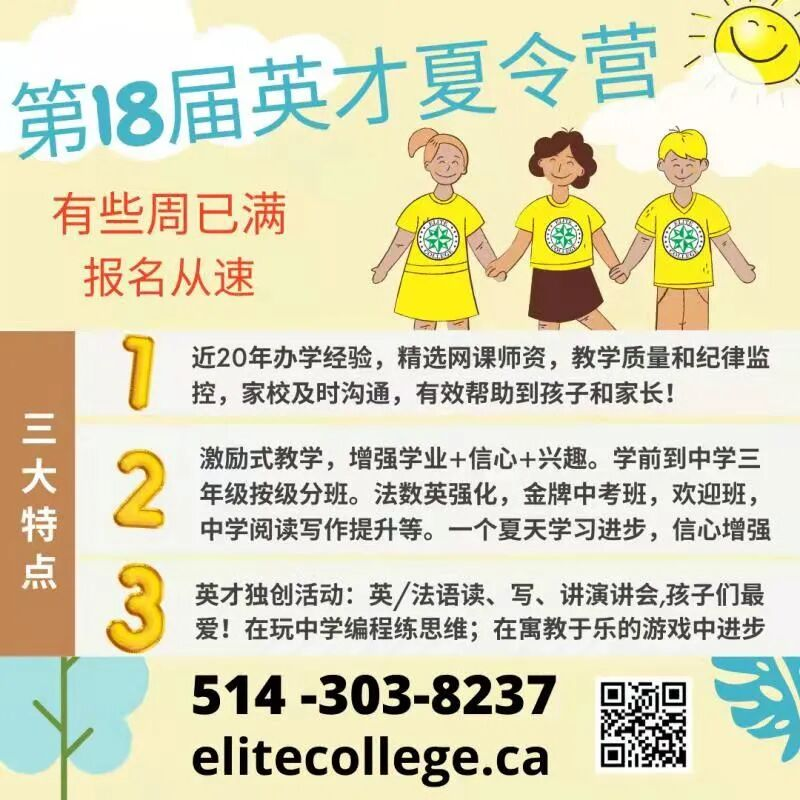 第18届英才夏令营
有些周已满
报名从速
ELITE COLLEGE
ELITE COLLEGE
ELITE COLLEGE
三大特点
1
近20年办学经验，精选网课师资，教学质量和纪律监
控，家校及时沟通，有效帮助到孩子和家长！
2
激励式教学，增强学业+信心+兴趣。学前到中学三
年级按级分班。法数英强化，金牌中考班，欢迎班，
中学阅读写作提升等。一个夏天学习进步，信心增强
3
英才独创活动：英/法语读、写、讲演讲会,孩子们最
爱！在玩中学编程练思维；在寓教于乐的游戏中进步
514 -303-8237
elitecollege.ca